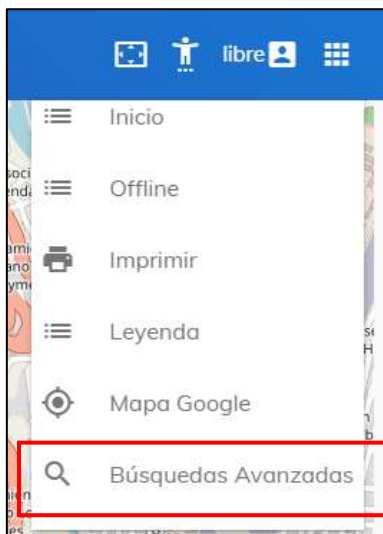 libre
Inicio
Offline
Imprimir
Leyenda
Mapa Google
Búsquedas Avanzadas